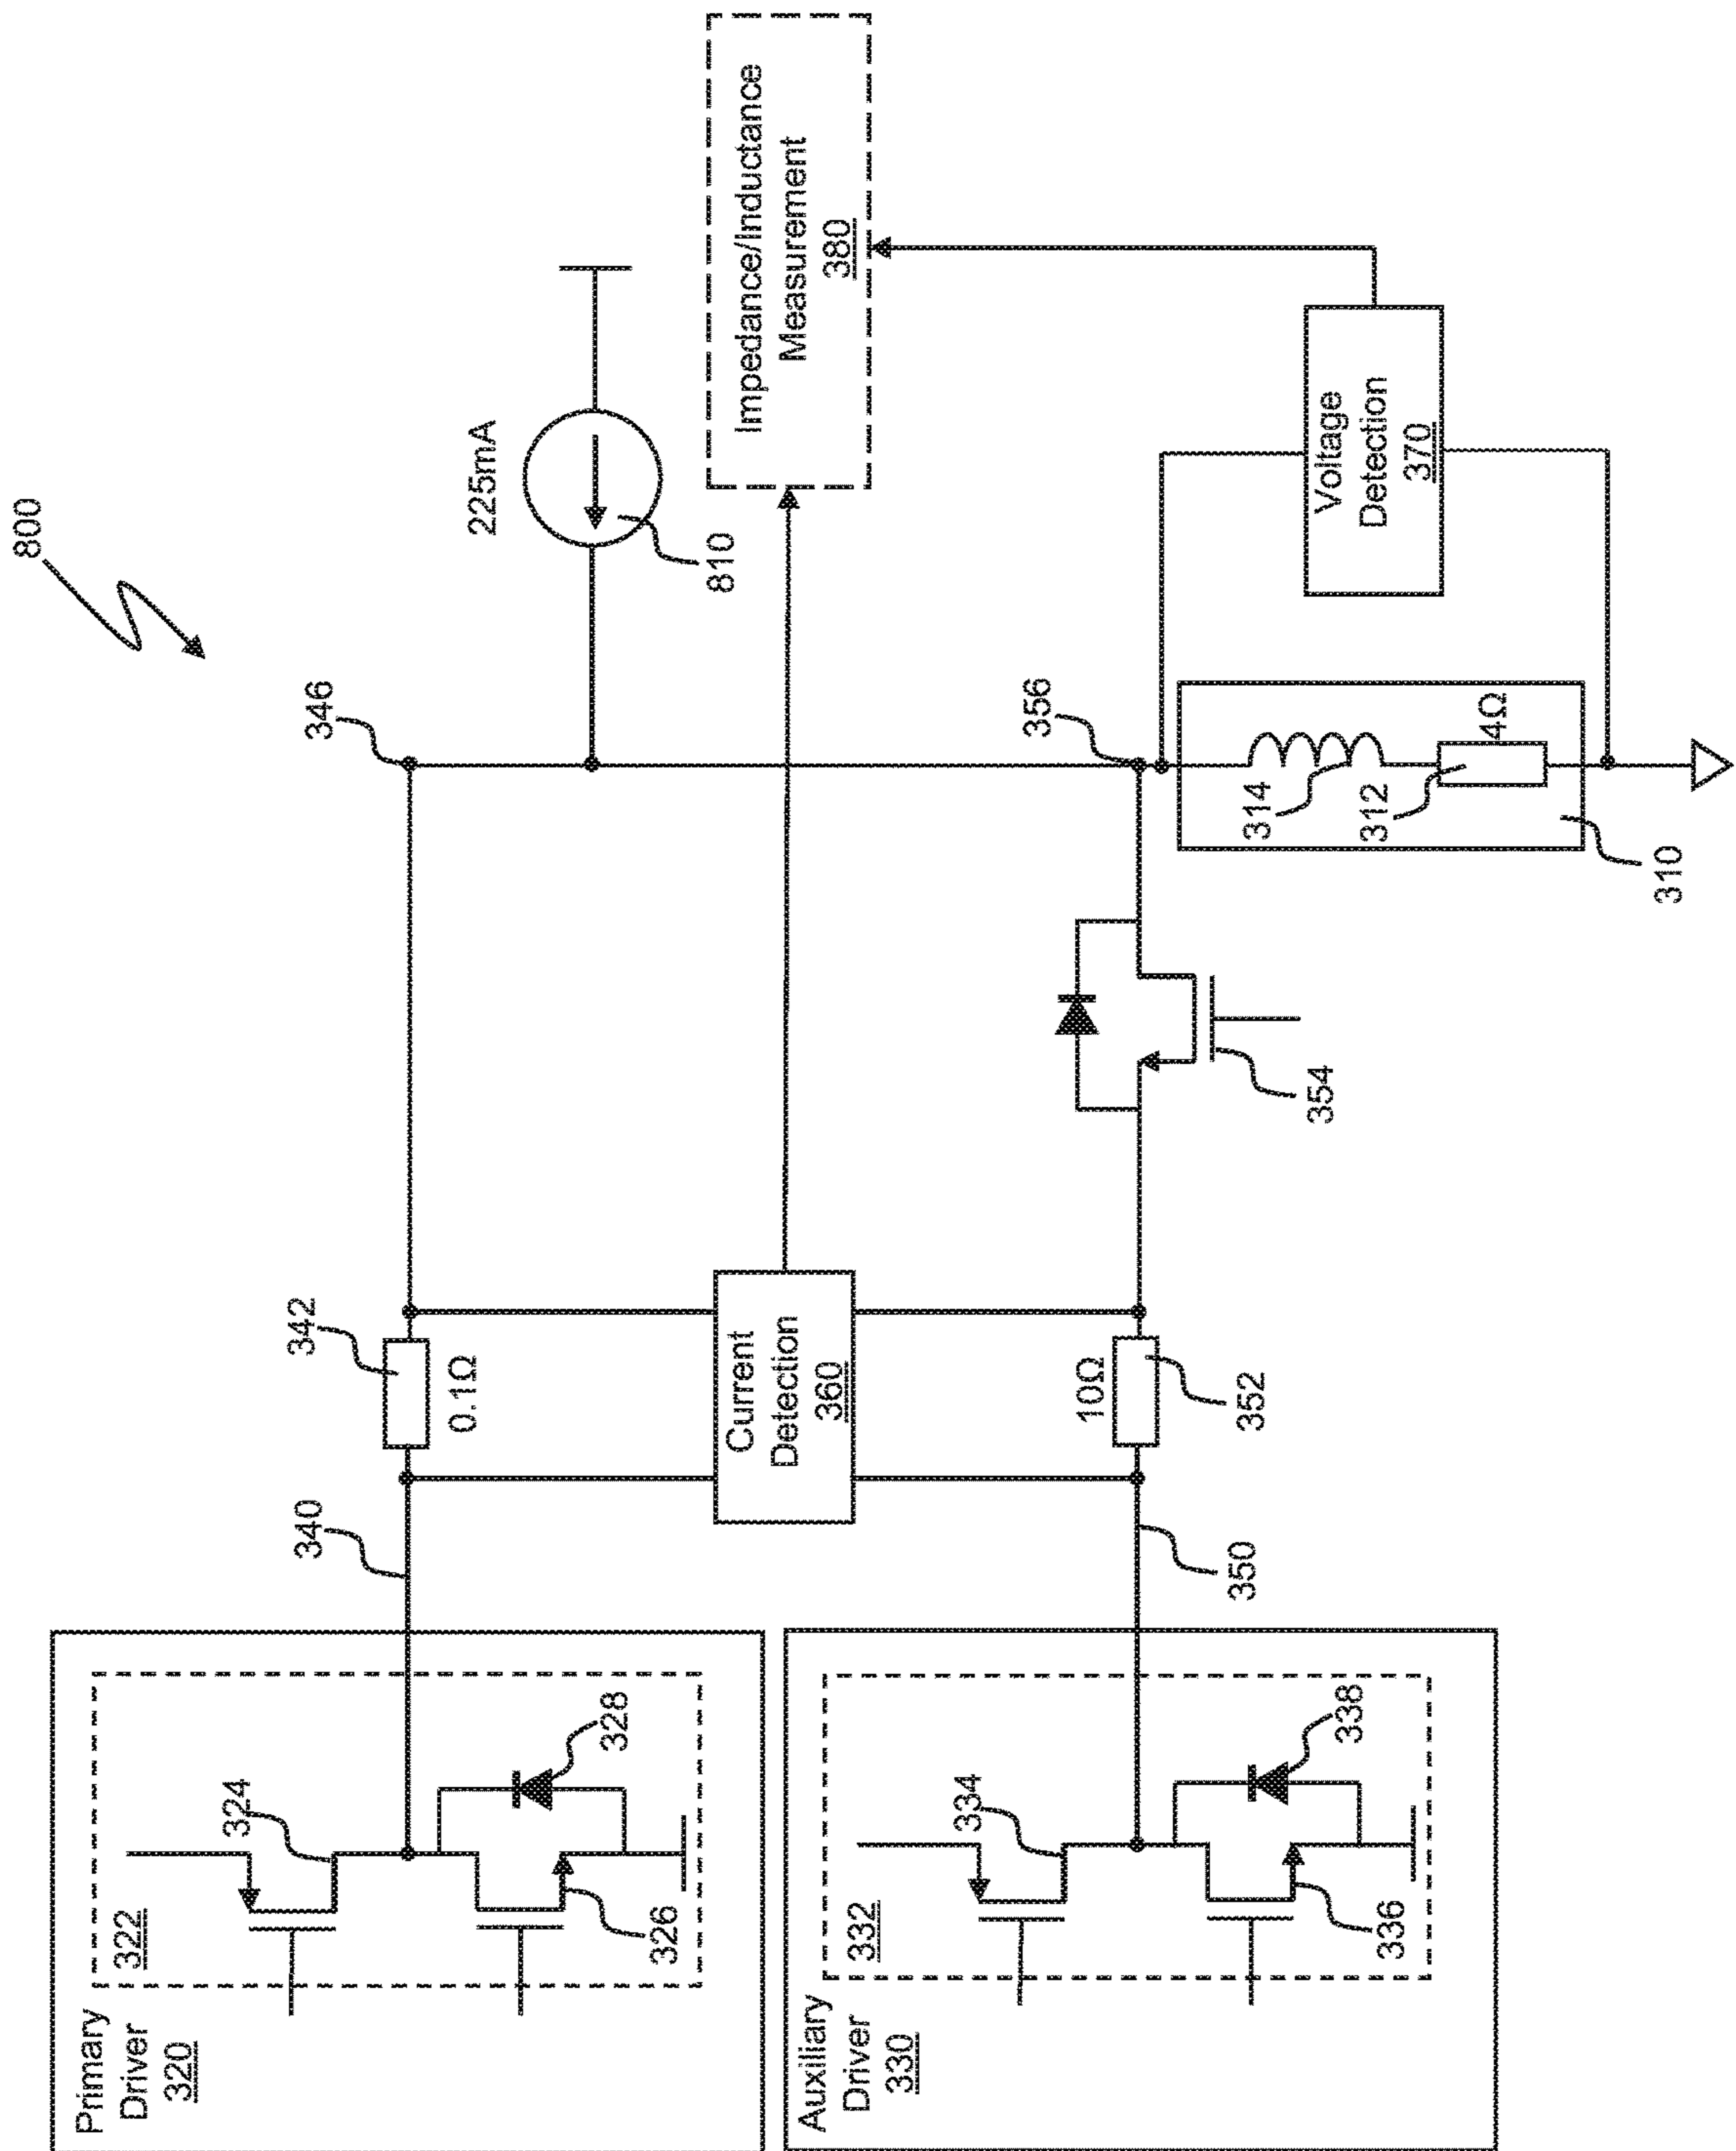 800
Primary
Driver
320
322
324
326
328
340
342
0.1Ω
346
225mA
810
Current
Detection
360
Impedance/Inductance
Measurement
380
Auxiliary
Driver
330
332
334
336
338
350
10Ω
352
354
356
314
312
4Ω
310
Voltage
Detection
370